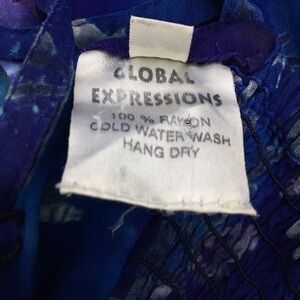 GLOBAL
EXPRESSIONS
100 % RAYON
COLD WATER WASH
HANG DRY